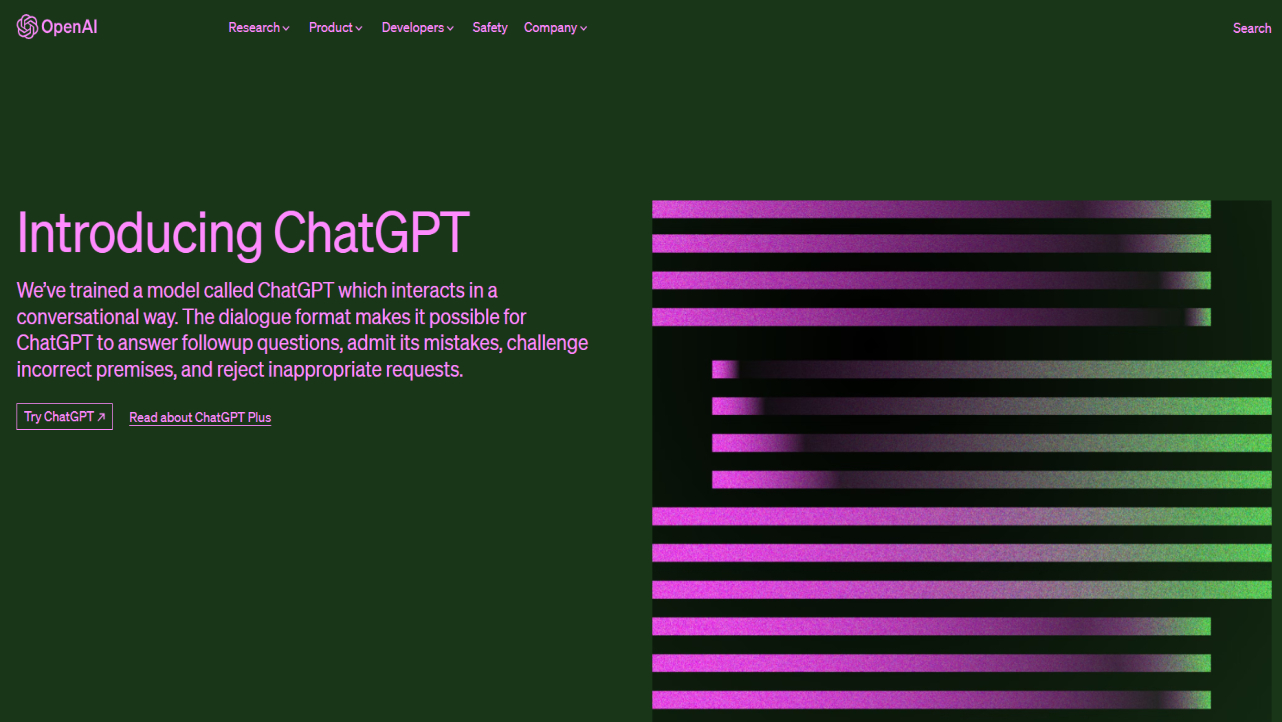 OpenAI Research Product Developers Safety Company Search
Introducing ChatGPT
We’ve trained a model called ChatGPT which interacts in a
conversational way. The dialogue format makes it possible for
ChatGPT to answer followup questions, admit its mistakes, challenge
incorrect premises, and reject inappropriate requests.
Try ChatGPT ↗ Read about ChatGPT Plus